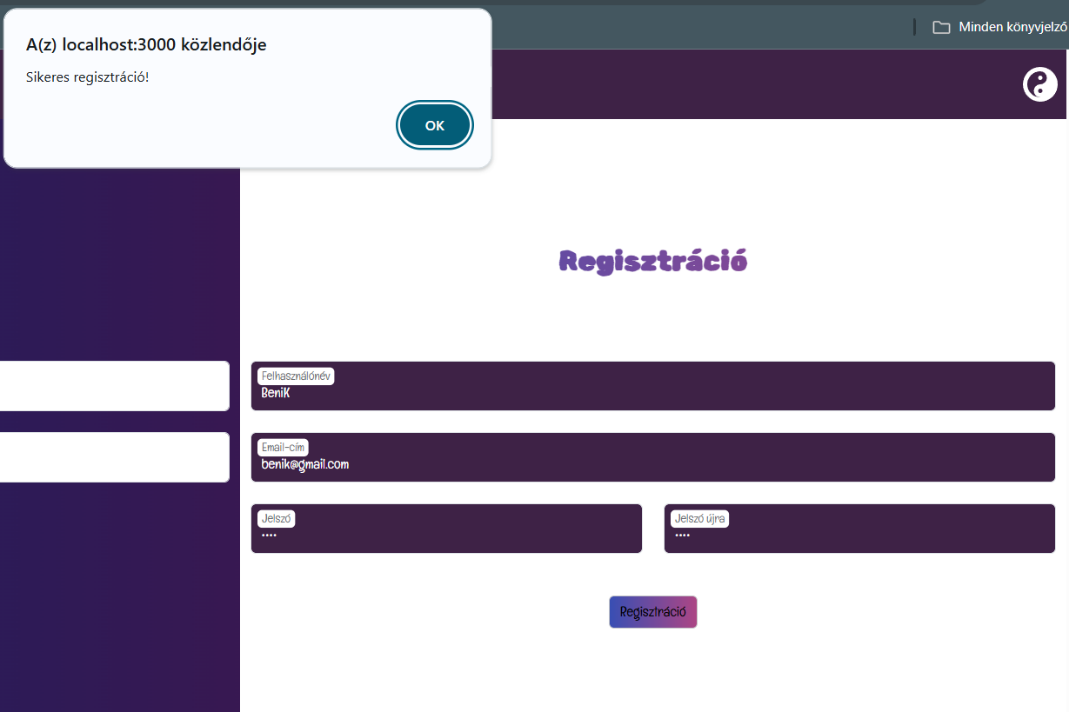 Minden könyvjelző
A(z) localhost:3000 közlendője
Sikeres regisztráció!
OK
Regisztráció
Felhasználónév
BeniK
Email-cím
benik@gmail.com
Jelszó
••••
Jelszó újra
••••
Regisztráció